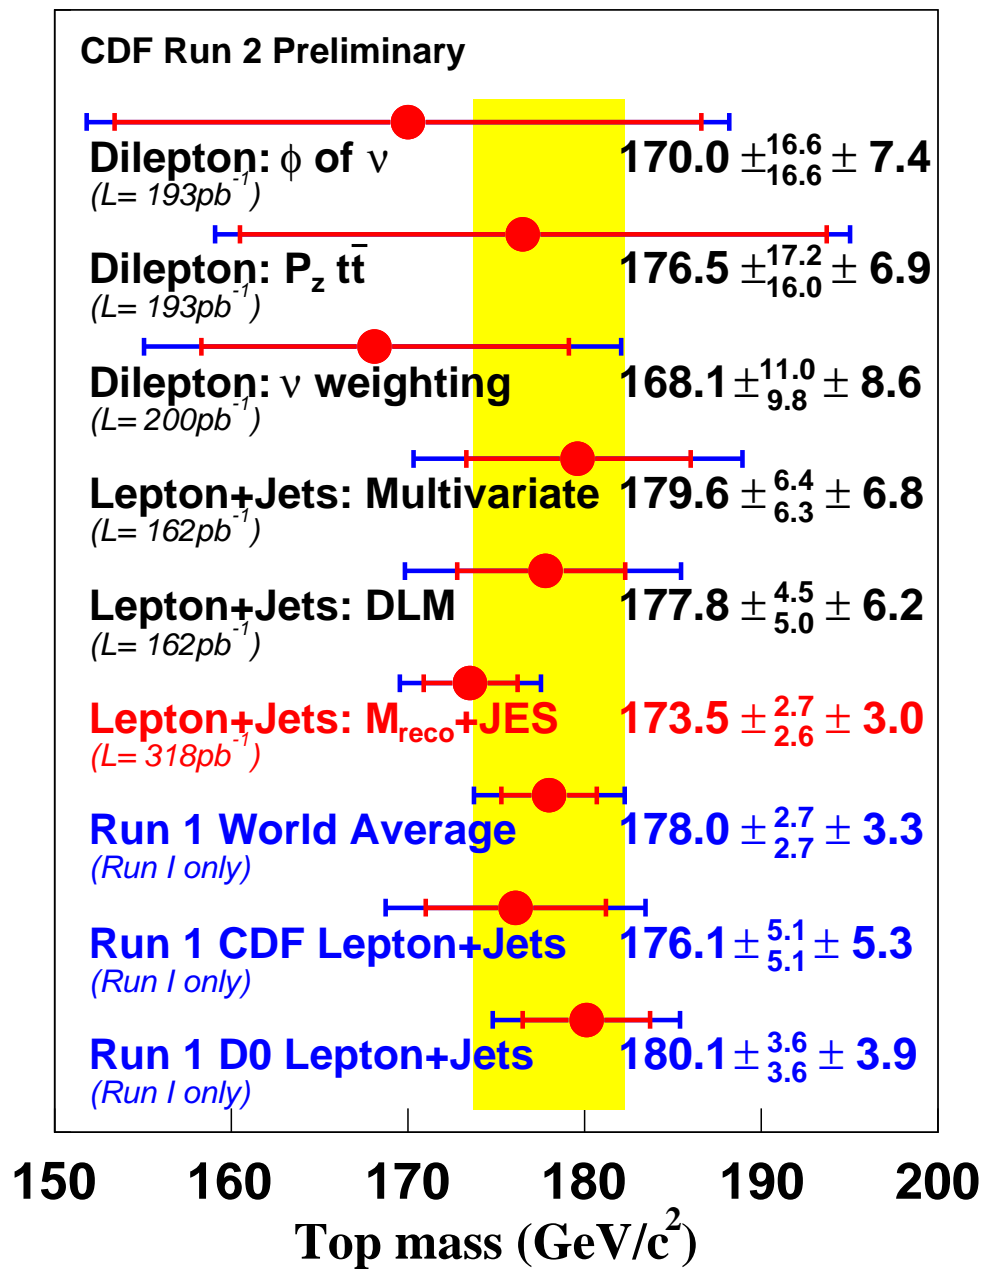 CDF Run 2 Preliminary
Dilepton: ϕ of ν 170.0 ±16.6 16.6 ± 7.4
(L= 193pb⁻¹)
Dilepton: P_z tt̄ 176.5 ±17.2 16.0 ± 6.9
(L= 193pb⁻¹)
Dilepton: ν weighting 168.1 ±11.0 9.8 ± 8.6
(L= 200pb⁻¹)
Lepton+Jets: Multivariate 179.6 ±6.4 6.3 ± 6.8
(L= 162pb⁻¹)
Lepton+Jets: DLM 177.8 ±4.5 5.0 ± 6.2
(L= 162pb⁻¹)
Lepton+Jets: M_reco+JES 173.5 ±2.7 2.6 ± 3.0
(L= 318pb⁻¹)
Run 1 World Average 178.0 ±2.7 2.7 ± 3.3
(Run I only)
Run 1 CDF Lepton+Jets 176.1 ±5.1 5.1 ± 5.3
(Run I only)
Run 1 D0 Lepton+Jets 180.1 ±3.6 3.6 ± 3.9
(Run I only)
150 160 170 180 190 200
Top mass (GeV/c²)